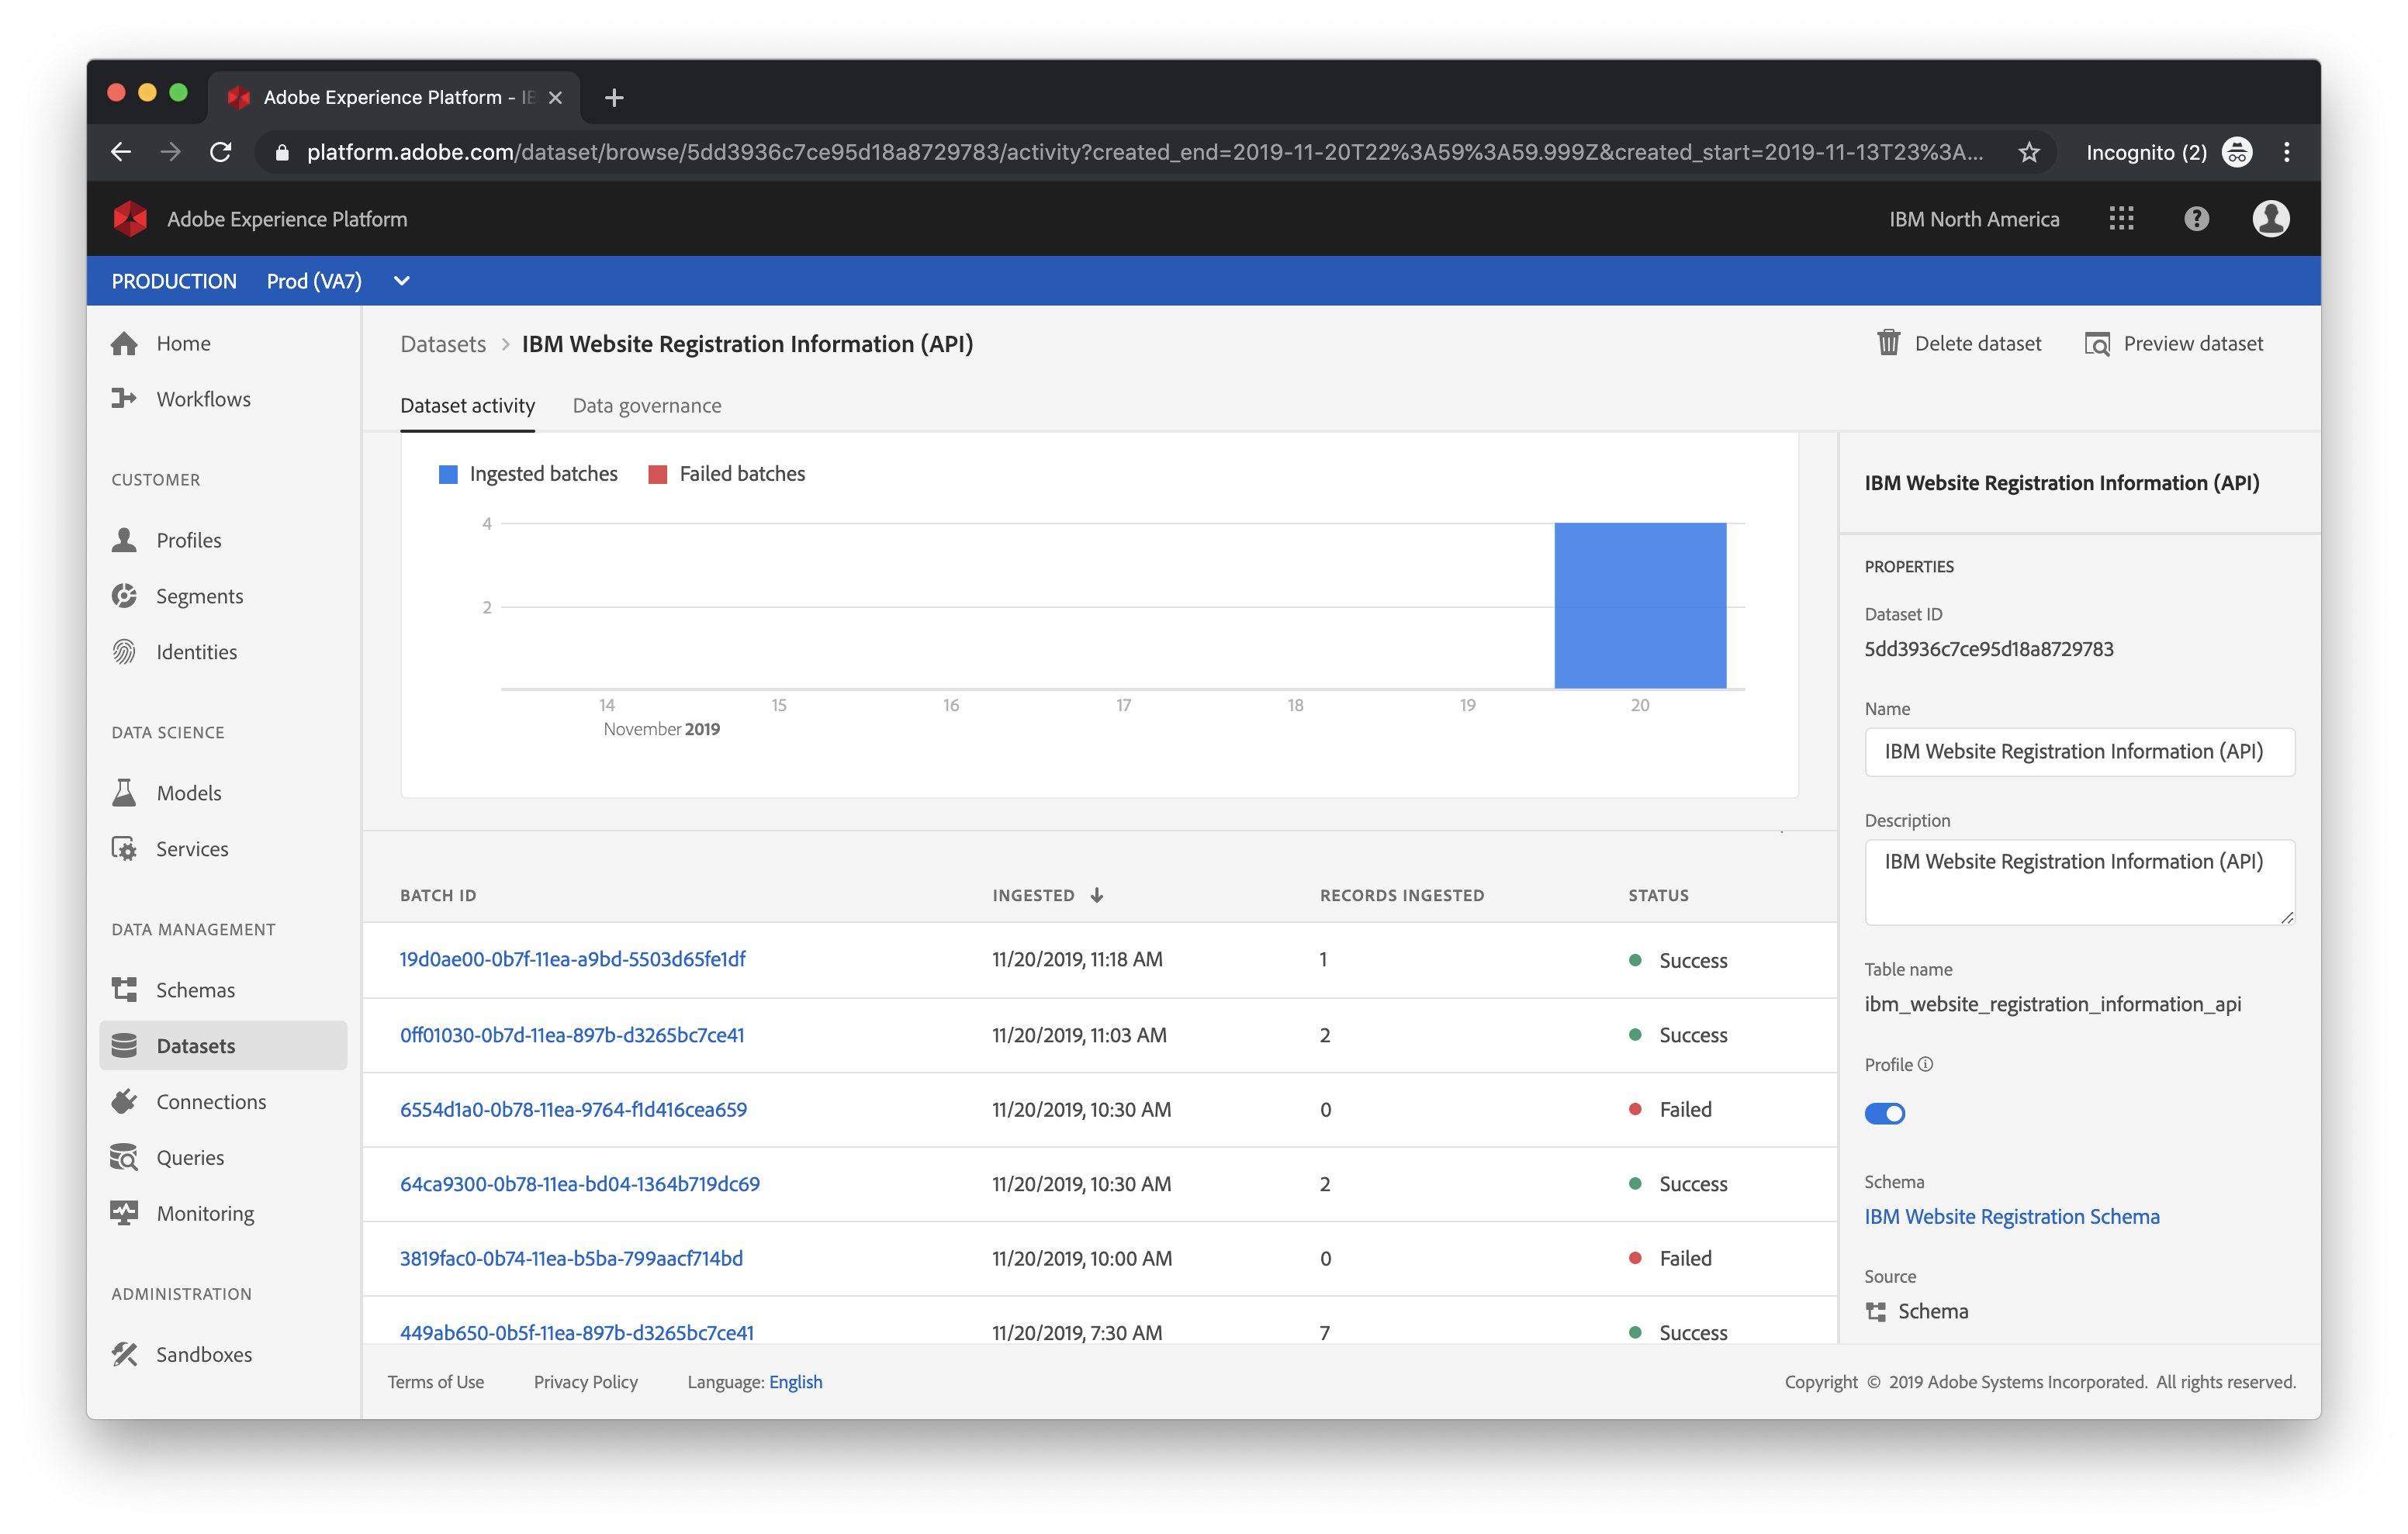 Adobe Experience Platform - IE
platform.adobe.com/dataset/browse/5dd3936c7ce95d18a8729783/activity?created_end=2019-11-20T22%3A59%3A59.999Z&created_start=2019-11-13T23%3A...
Incognito (2)
Adobe Experience Platform
IBM North America
PRODUCTION Prod (VA7)
Home
Workflows
CUSTOMER
Profiles
Segments
Identities
DATA SCIENCE
Models
Services
DATA MANAGEMENT
Schemas
Datasets
Connections
Queries
Monitoring
ADMINISTRATION
Sandboxes
Datasets > IBM Website Registration Information (API)
Delete dataset
Preview dataset
Dataset activity
Data governance
Ingested batches
Failed batches
4
2
14 15 16 17 18 19 20
November 2019
BATCH ID INGESTED RECORDS INGESTED STATUS
19d0ae00-0b7f-11ea-a9bd-5503d65fe1df 11/20/2019, 11:18 AM 1 Success
0ff01030-0b7d-11ea-897b-d3265bc7ce41 11/20/2019, 11:03 AM 2 Success
6554d1a0-0b78-11ea-9764-f1d416cea659 11/20/2019, 10:30 AM 0 Failed
64ca9300-0b78-11ea-bd04-1364b719dc69 11/20/2019, 10:30 AM 2 Success
3819fac0-0b74-11ea-b5ba-799aacf714bd 11/20/2019, 10:00 AM 0 Failed
449ab650-0b5f-11ea-897b-d3265bc7ce41 11/20/2019, 7:30 AM 7 Success
IBM Website Registration Information (API)
PROPERTIES
Dataset ID
5dd3936c7ce95d18a8729783
Name
IBM Website Registration Information (API)
Description
IBM Website Registration Information (API)
Table name
ibm_website_registration_information_api
Profile
Schema
IBM Website Registration Schema
Source
Schema
Terms of Use
Privacy Policy
Language: English
Copyright © 2019 Adobe Systems Incorporated. All rights reserved.